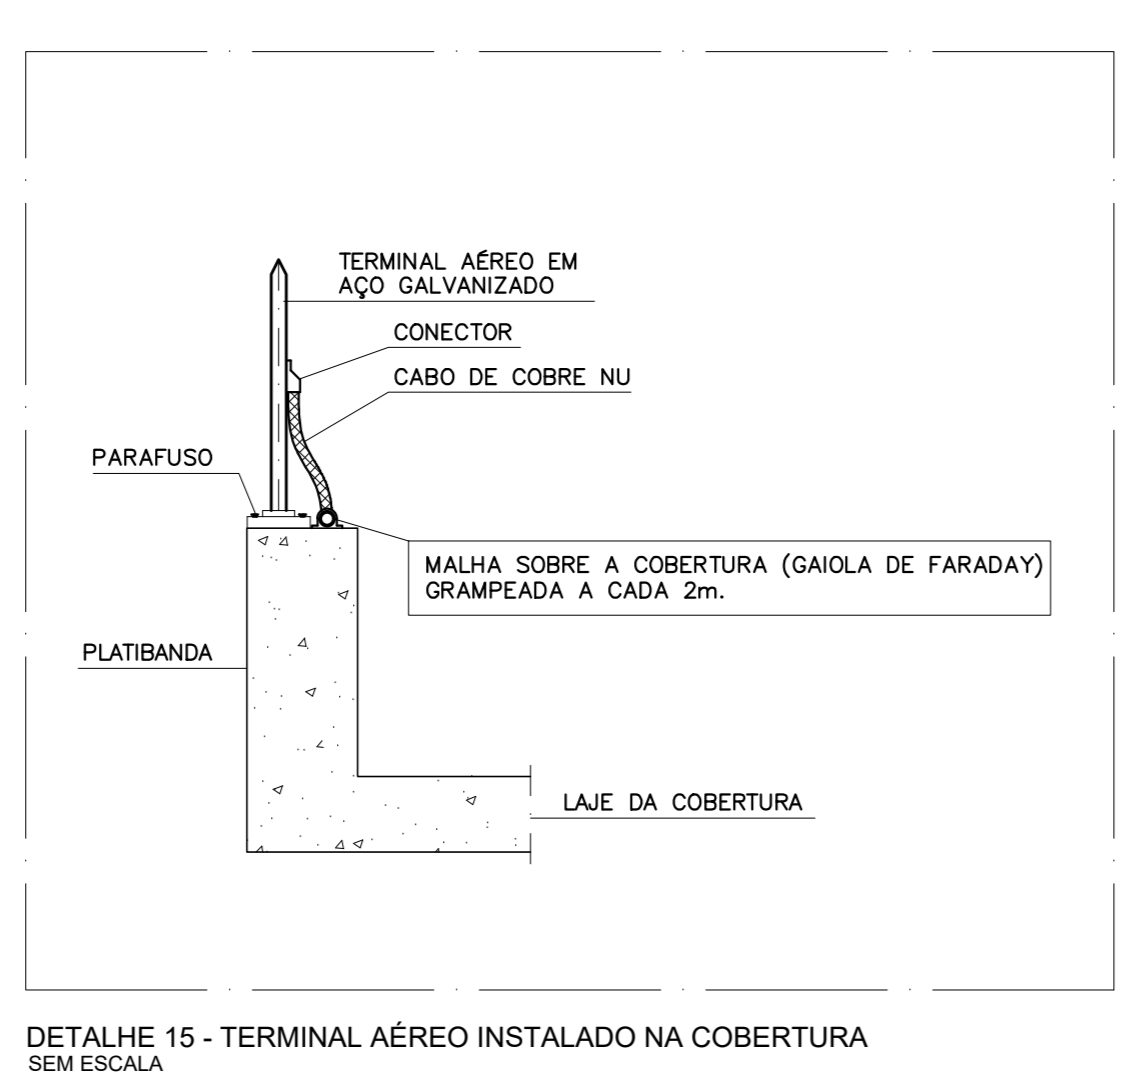 TERMINAL AÉREO EM
AÇO GALVANIZADO
CONECTOR
CABO DE COBRE NU
PARAFUSO
MALHA SOBRE A COBERTURA (GAIOLA DE FARADAY)
GRAMPEADA A CADA 2m.
PLATIBANDA
LAJE DA COBERTURA
DETALHE 15 - TERMINAL AÉREO INSTALADO NA COBERTURA
SEM ESCALA